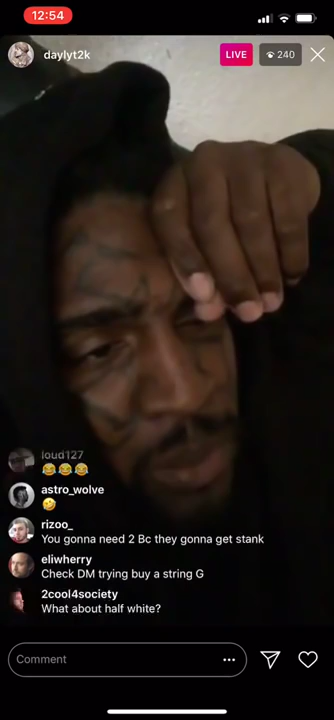 12:54
daylyt2k
LIVE
240
loud127
😂😂😂
astro_wolve
🤣
rizoo_
You gonna need 2 Bc they gonna get stank
eliwherry
Check DM trying buy a string G
2cool4society
What about half white?
Comment